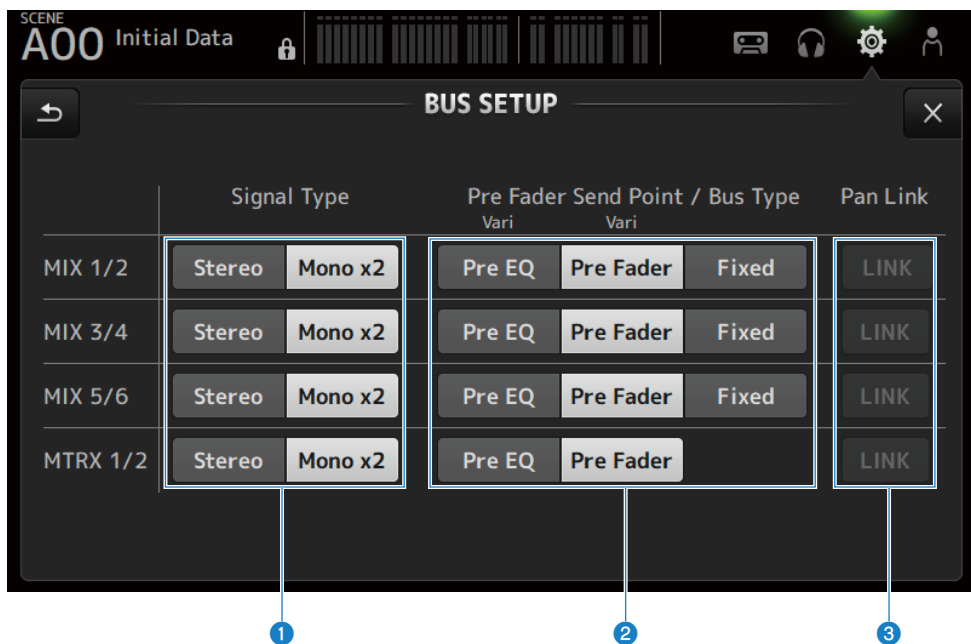 SCENE
A00 Initial Data
BUS SETUP
Signal Type Pre Fader Send Point / Bus Type Pan Link
Vari Vari
MIX 1/2 Stereo Mono x2 Pre EQ Pre Fader Fixed LINK
MIX 3/4 Stereo Mono x2 Pre EQ Pre Fader Fixed LINK
MIX 5/6 Stereo Mono x2 Pre EQ Pre Fader Fixed LINK
MTRX 1/2 Stereo Mono x2 Pre EQ Pre Fader LINK
1 2 3